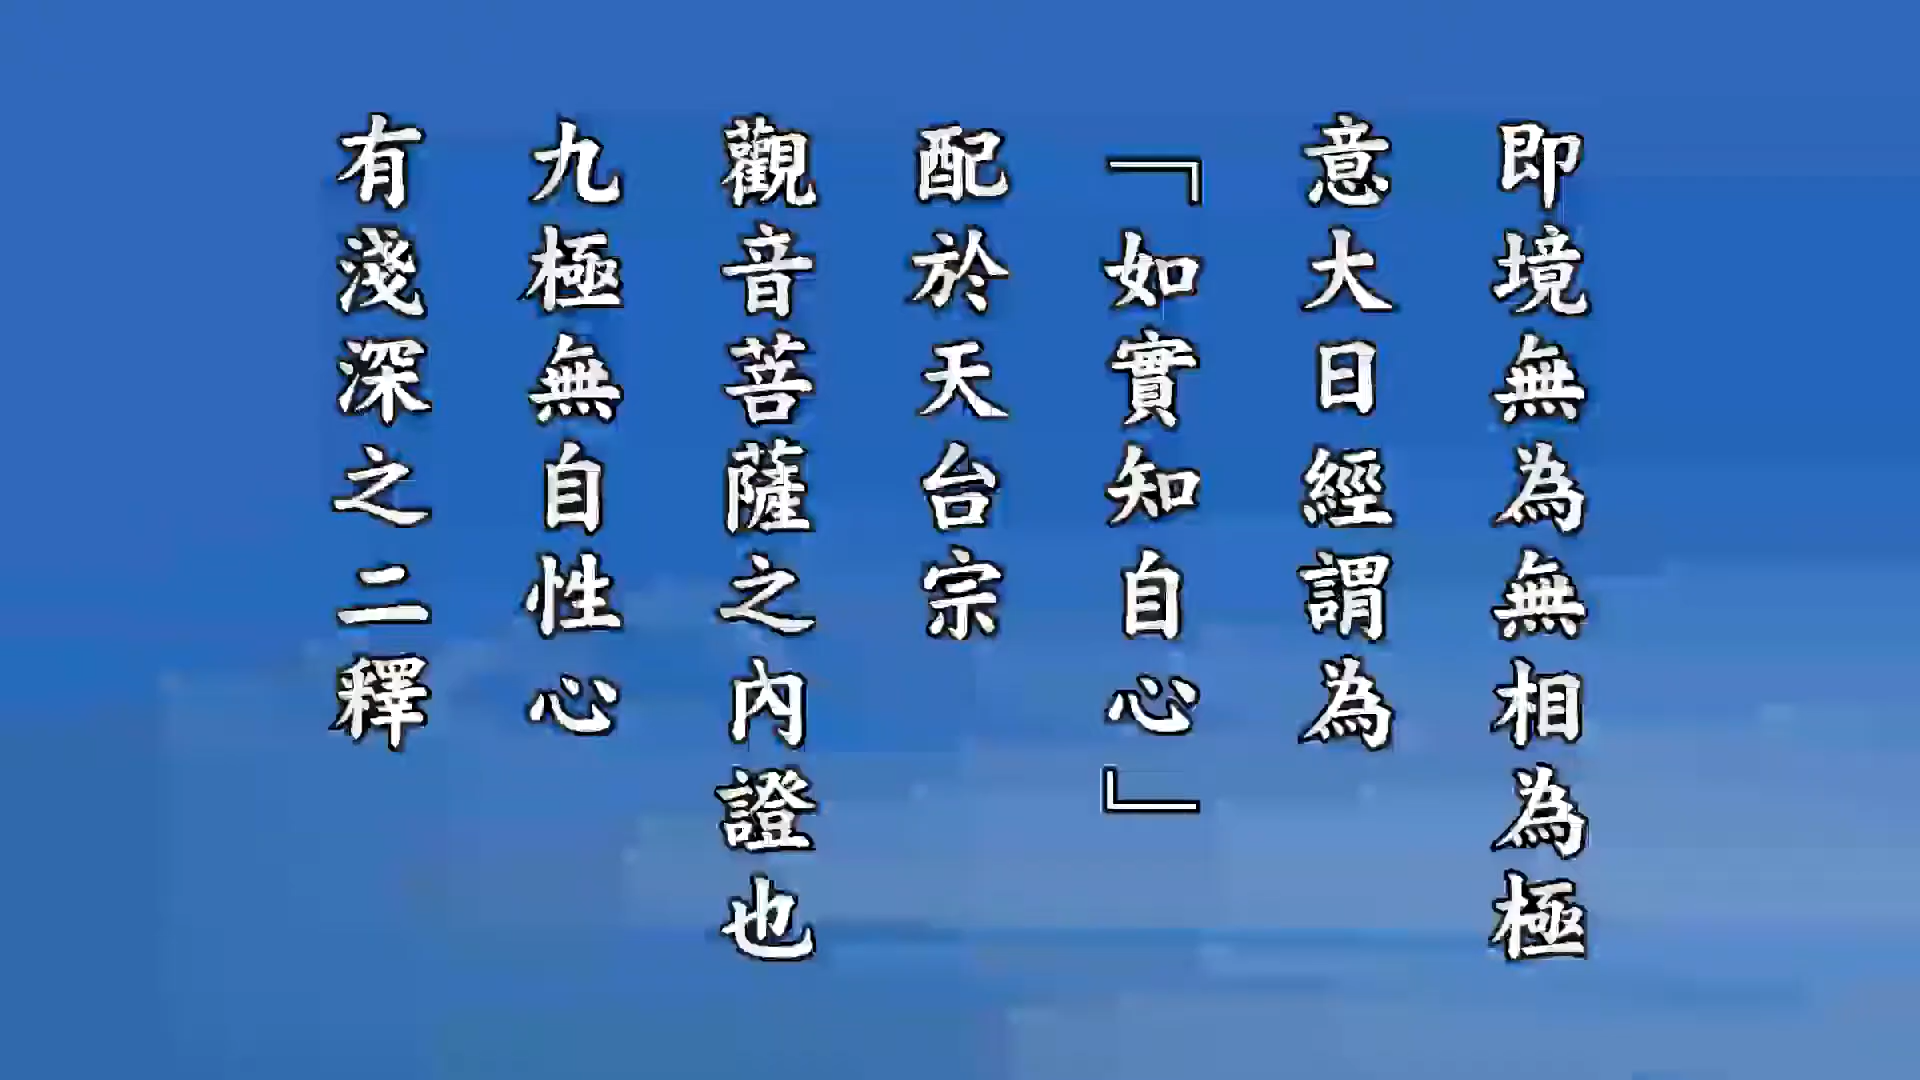 即境無為無相為極
意大日經謂為
「如實知自心」
配於天台宗
觀音菩薩之內證也
九極無自性心
有淺深之二釋